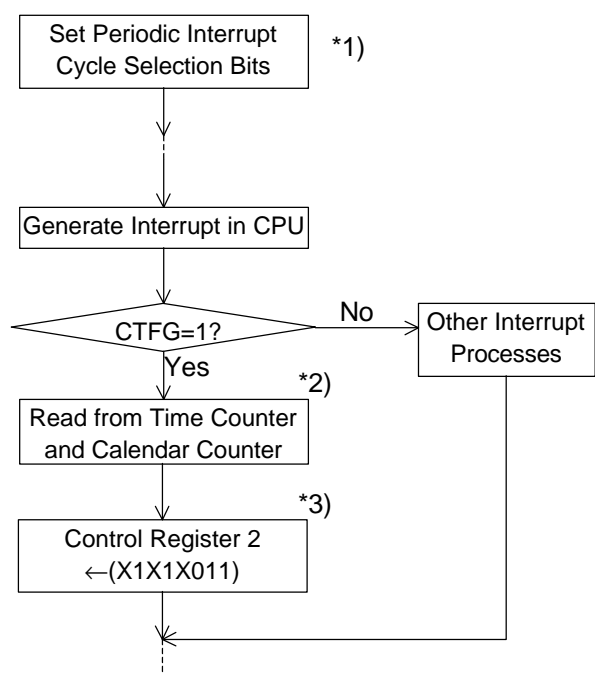 Set Periodic Interrupt
Cycle Selection Bits
*1)
Generate Interrupt in CPU
CTFG=1?
No
Other Interrupt
Processes
Yes
*2)
Read from Time Counter
and Calendar Counter
*3)
Control Register 2
←(X1X1X011)